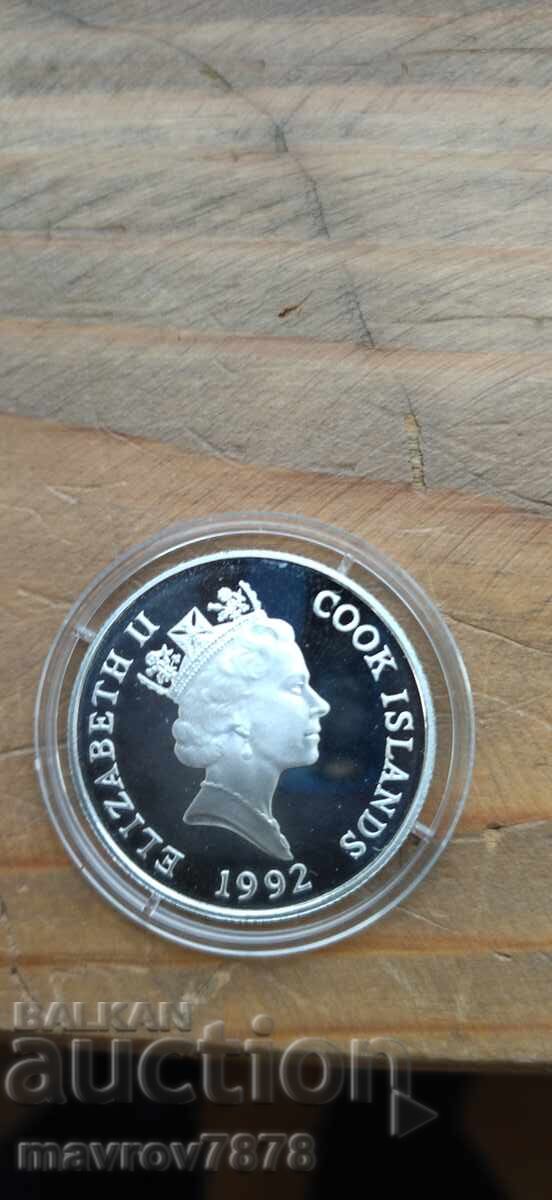 ELIZABETH II
COOK ISLANDS
1992
BALKAN
auction
mavrov7878